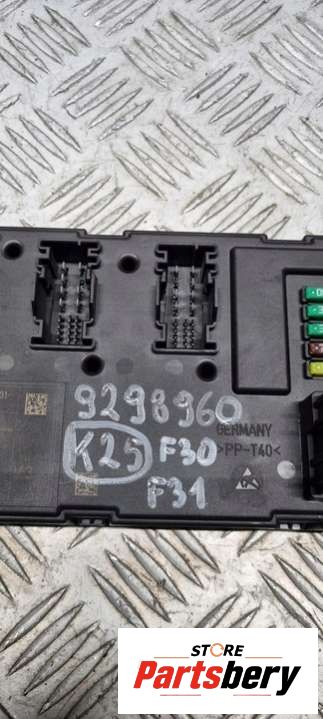 9298960
GERMANY
K25 F30 >PP-T40<
F31
STORE
Partsbery